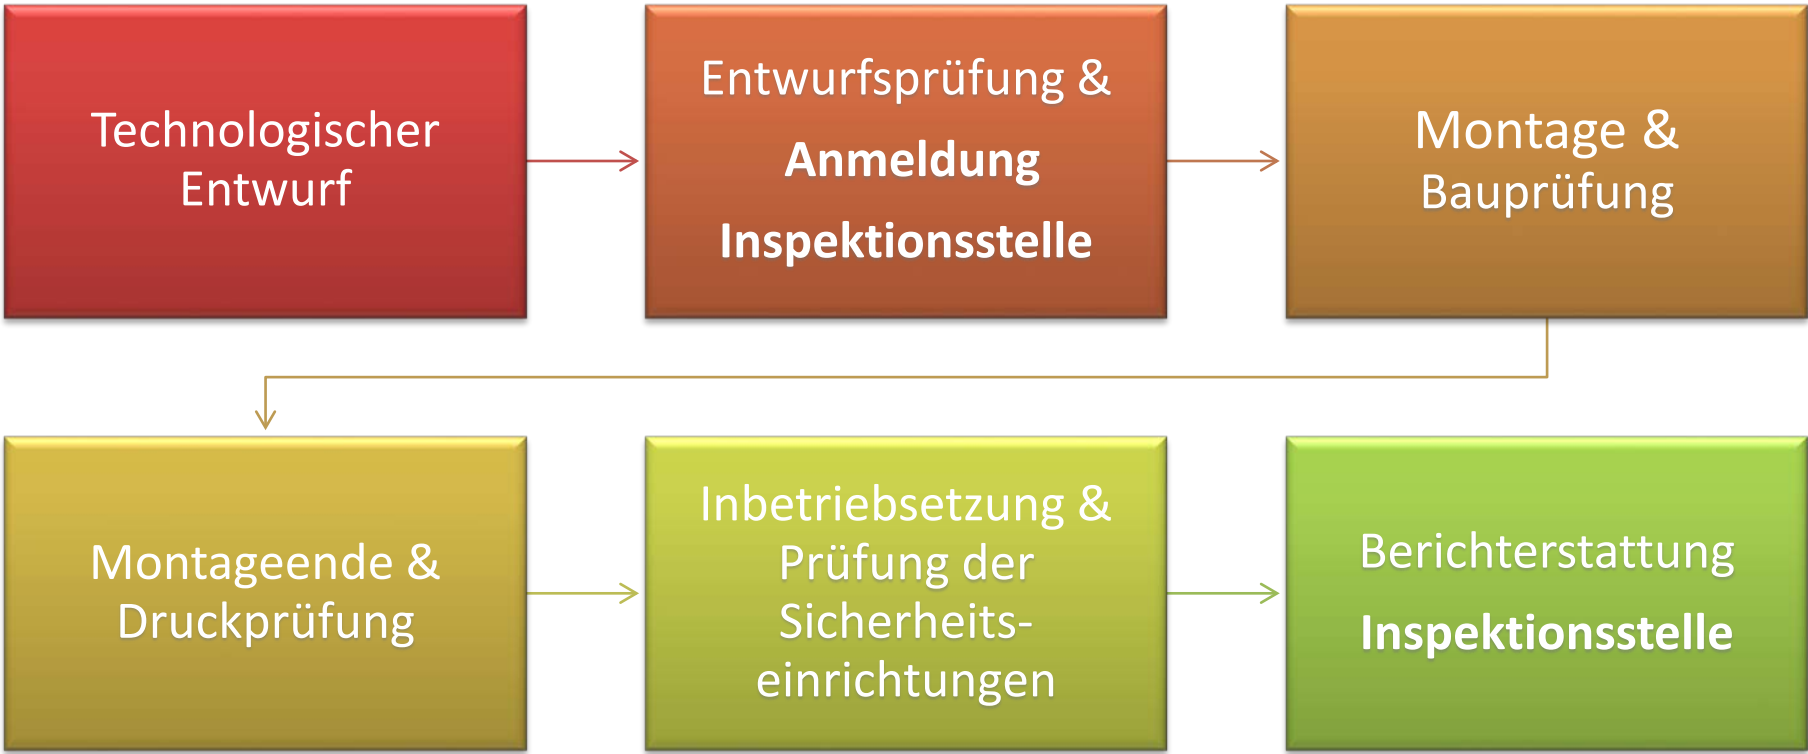 Technologischer
Entwurf
Entwurfsprüfung &
Anmeldung
Inspektionsstelle
Montage &
Bauprüfung
Montageende &
Druckprüfung
Inbetriebsetzung &
Prüfung der
Sicherheits-
einrichtungen
Berichterstattung
Inspektionsstelle